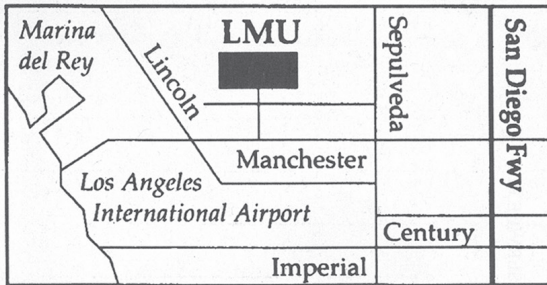 Marina
del Rey
Lincoln
LMU
Sepulveda
San Diego Fwy
Manchester
Los Angeles
International Airport
Century
Imperial